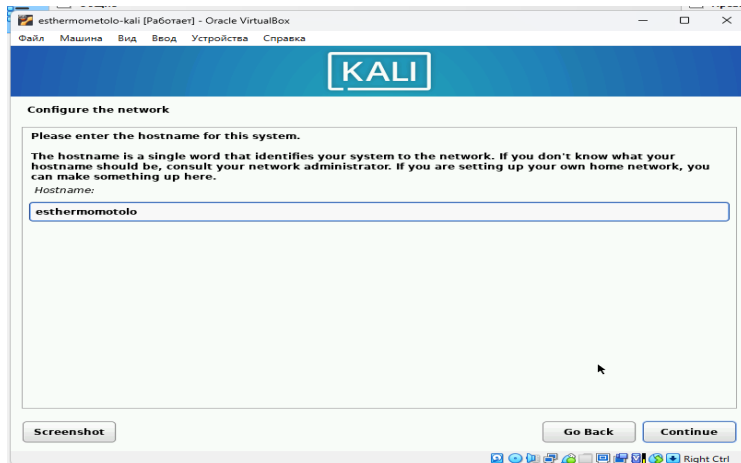 esthermometolo-kali [Работает] - Oracle VirtualBox
Файл Машина Вид Ввод Устройства Справка
KALI
Configure the network
Please enter the hostname for this system.
The hostname is a single word that identifies your system to the network. If you don't know what your
hostname should be, consult your network administrator. If you are setting up your own home network, you
can make something up here.
Hostname:
esthermomotolo
Screenshot
Go Back
Continue
Right Ctrl